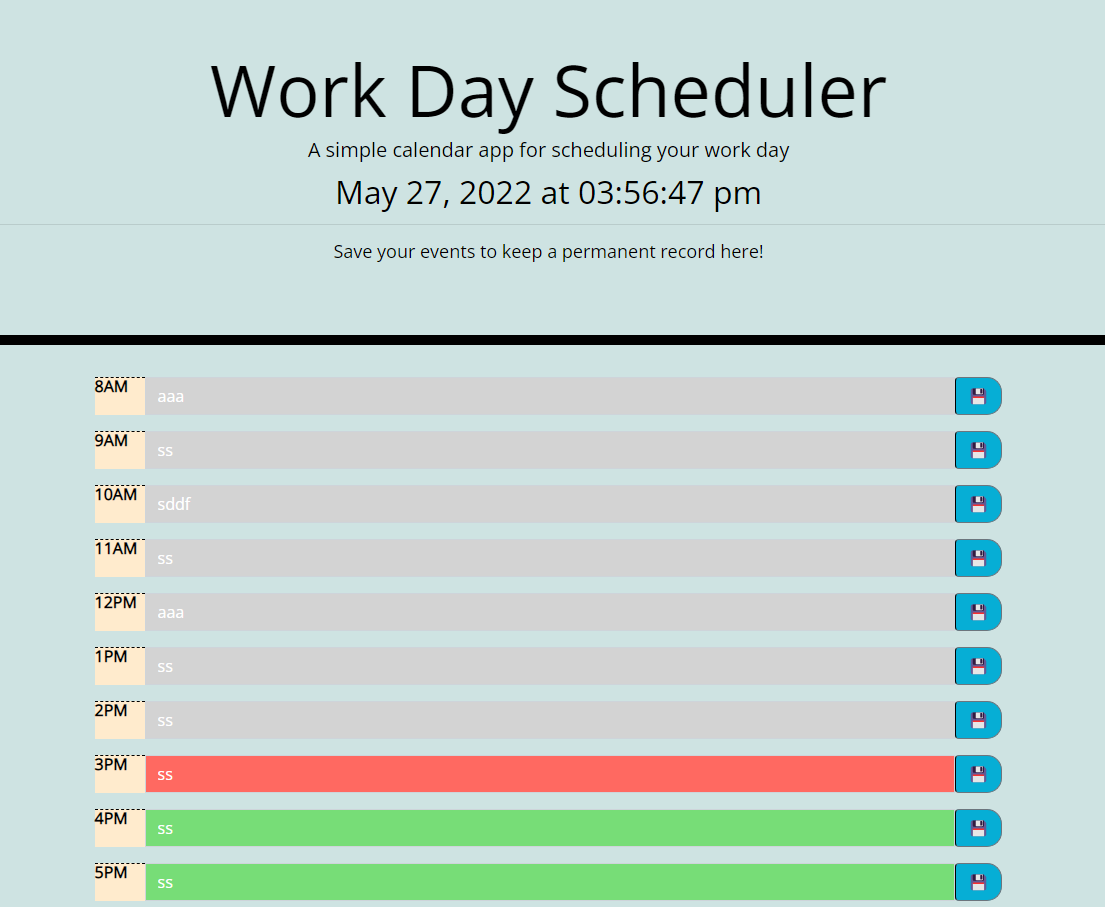 Work Day Scheduler
A simple calendar app for scheduling your work day
May 27, 2022 at 03:56:47 pm
Save your events to keep a permanent record here!
8AM aaa
9AM ss
10AM sddf
11AM ss
12PM aaa
1PM ss
2PM ss
3PM ss
4PM ss
5PM ss